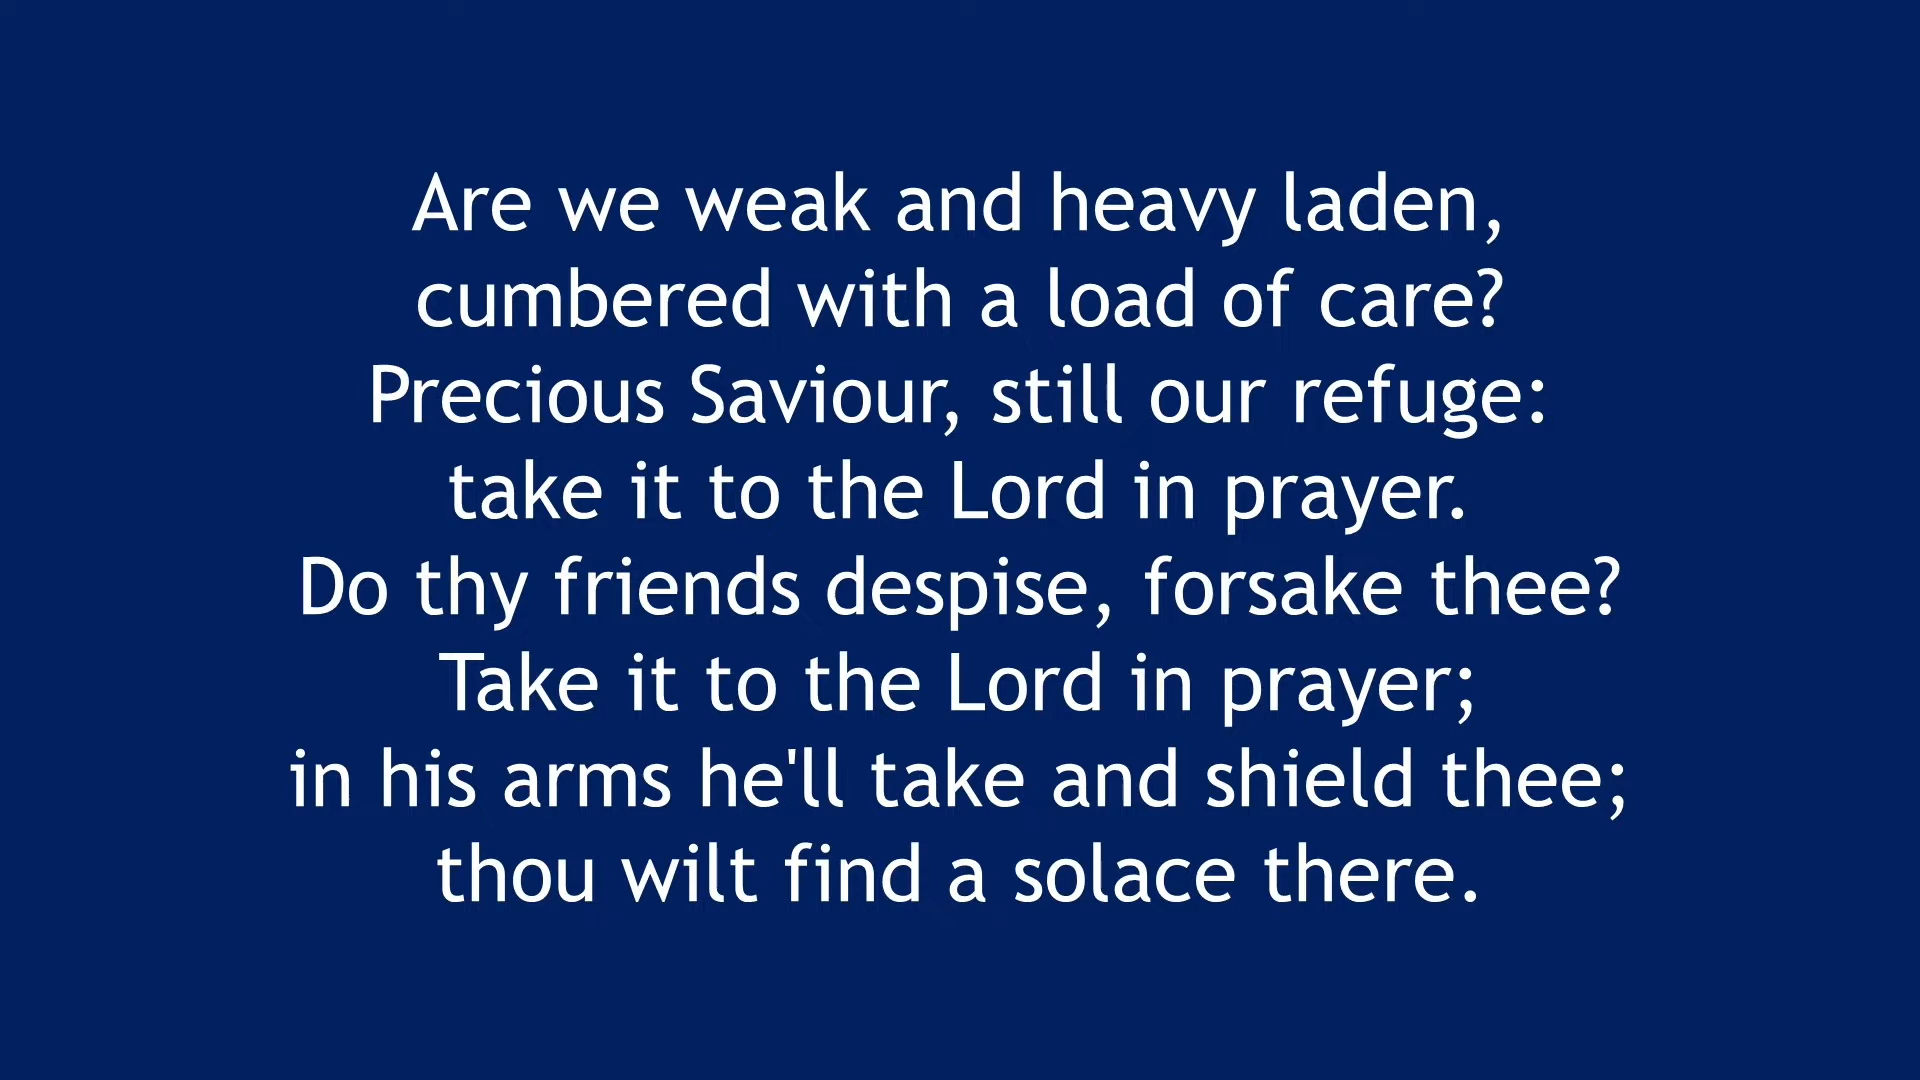 Are we weak and heavy laden,
cumbered with a load of care?
Precious Saviour, still our refuge:
take it to the Lord in prayer.
Do thy friends despise, forsake thee?
Take it to the Lord in prayer;
in his arms he'll take and shield thee;
thou wilt find a solace there.